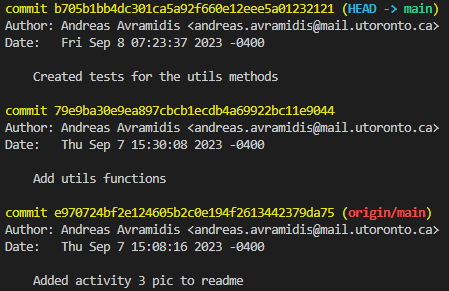 commit b705b1bb4dc301ca5a92f660e12eee5a01232121 (HEAD -> main)
Author: Andreas Avramidis <andreas.avramidis@mail.utoronto.ca>
Date:   Fri Sep 8 07:23:37 2023 -0400
Created tests for the utils methods
commit 79e9ba30e9ea897cbcb1ecdb4a69922bc11e9044
Author: Andreas Avramidis <andreas.avramidis@mail.utoronto.ca>
Date:   Thu Sep 7 15:30:08 2023 -0400
Add utils functions
commit e970724bf2e124605b2c0e194f2613442379da75 (origin/main)
Author: Andreas Avramidis <andreas.avramidis@mail.utoronto.ca>
Date:   Thu Sep 7 15:08:16 2023 -0400
Added activity 3 pic to readme